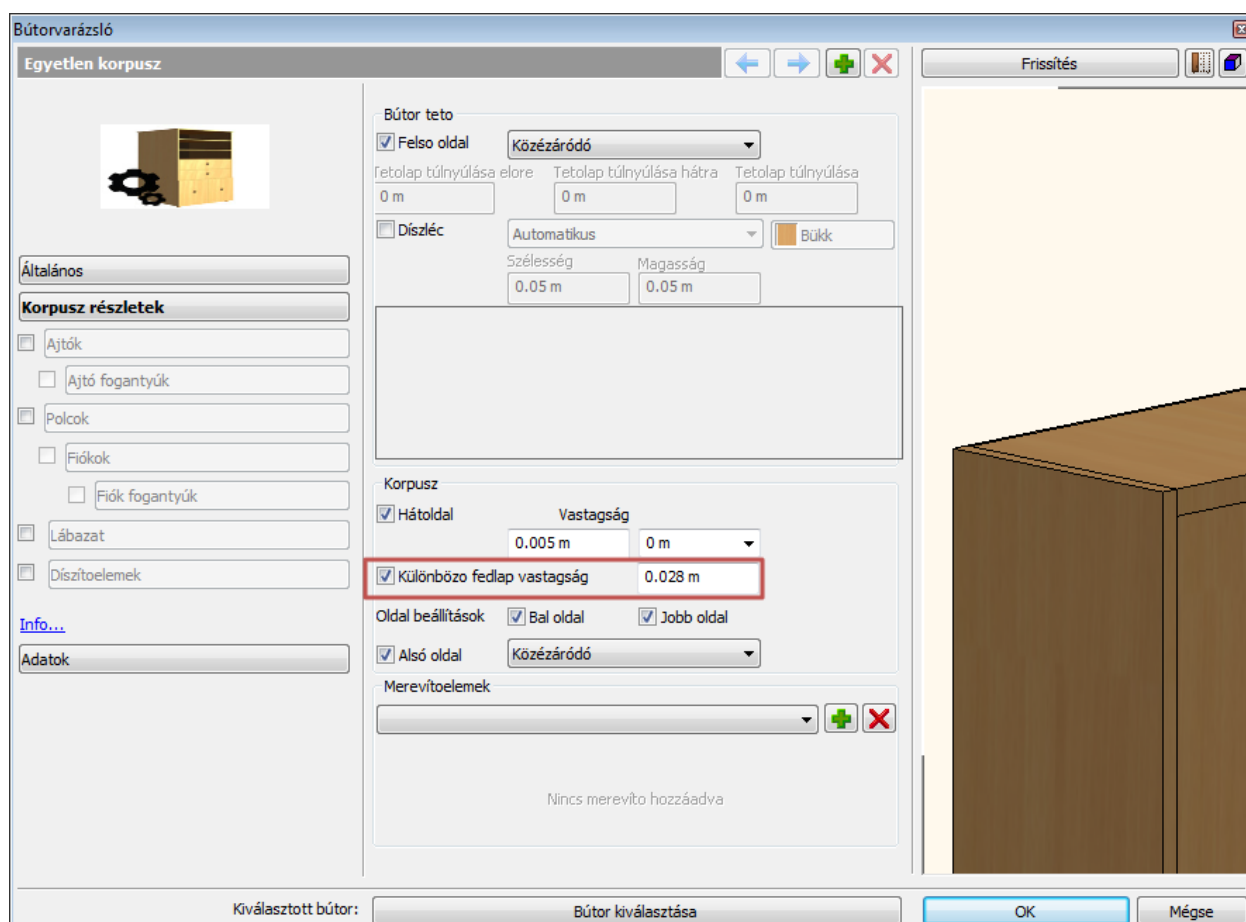 Bútorvarázsló
Egyetlen korpusz
Frissítés
Általános
Korpusz részletek
Ajtók
Ajtó fogantyúk
Polcok
Fiókok
Fiók fogantyúk
Lábazat
Díszítoelemek
Info...
Adatok
Bútor teto
Felso oldal Közézáródó
Tetolap túlnyúlása elore Tetolap túlnyúlása hátra Tetolap túlnyúlása
0 m 0 m 0 m
Díszléc Automatikus Bükk
Szélesség Magasság
0.05 m 0.05 m
Korpusz
Hátoldal Vastagság
0.005 m 0 m
Különbözo fedlap vastagság 0.028 m
Oldal beállítások Bal oldal Jobb oldal
Alsó oldal Közézáródó
Merevítoelemek
Nincs merevíto hozzáadva
Kiválasztott bútor: Bútor kiválasztása OK Mégse